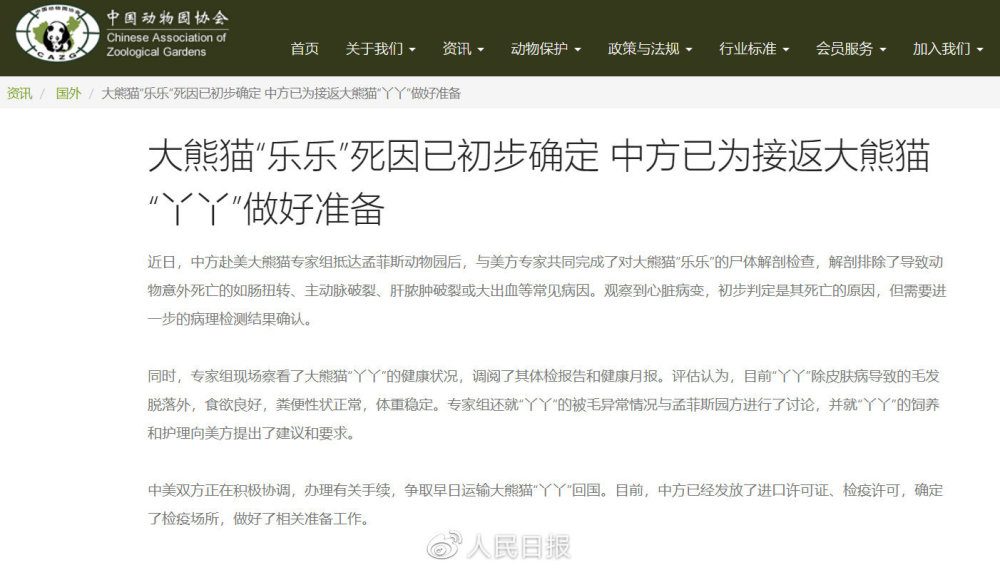 中国动物园协会
Chinese Association of
Zoological Gardens
CAZG
首页 关于我们 资讯 动物保护 政策与法规 行业标准 会员服务 加入我们
资讯 / 国外 / 大熊猫“乐乐”死因已初步确定 中方已为接返大熊猫“丫丫”做好准备
大熊猫“乐乐”死因已初步确定 中方已为接返大熊猫
“丫丫”做好准备
近日，中方赴美大熊猫专家组抵达孟菲斯动物园后，与美方专家共同完成了对大熊猫“乐乐”的尸体解剖检查，解剖排除了导致动
物意外死亡的如肠扭转、主动脉破裂、肝脓肿破裂或大出血等常见病因。观察到心脏病变，初步判定是其死亡的原因，但需要进
一步的病理检测结果确认。
同时，专家组现场察看了大熊猫“丫丫”的健康状况，调阅了其体检报告和健康月报。评估认为，目前“丫丫”除皮肤病导致的毛发
脱落外，食欲良好，粪便性状正常，体重稳定。专家组还就“丫丫”的被毛异常情况与孟菲斯园方进行了讨论，并就“丫丫”的饲养
和护理向美方提出了建议和要求。
中美双方正在积极协调，办理有关手续，争取早日运输大熊猫“丫丫”回国。目前，中方已经发放了进口许可证、检疫许可，确定
了检疫场所，做好了相关准备工作。
人民日报